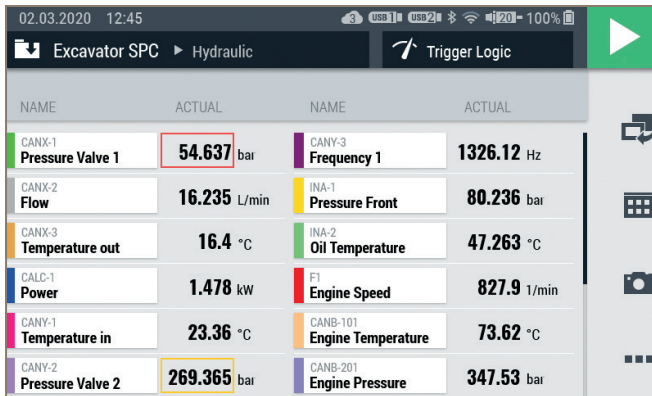 02.03.2020 12:45 3 USB 1 USB 2 20 100%
Excavator SPC Hydraulic Trigger Logic
NAME ACTUAL NAME ACTUAL
CANX-1
Pressure Valve 1 54.637 bar
CANY-3
Frequency 1 1326.12 Hz
CANX-2
Flow 16.235 L/min
INA-1
Pressure Front 80.236 bar
CANX-3
Temperature out 16.4 °C
INA-2
Oil Temperature 47.263 °C
CALC-1
Power 1.478 kW
F1
Engine Speed 827.9 1/min
CANY-1
Temperature in 23.36 °C
CANB-101
Engine Temperature 73.62 °C
CANY-2
Pressure Valve 2 269.365 bar
CANB-201
Engine Pressure 347.53 bar